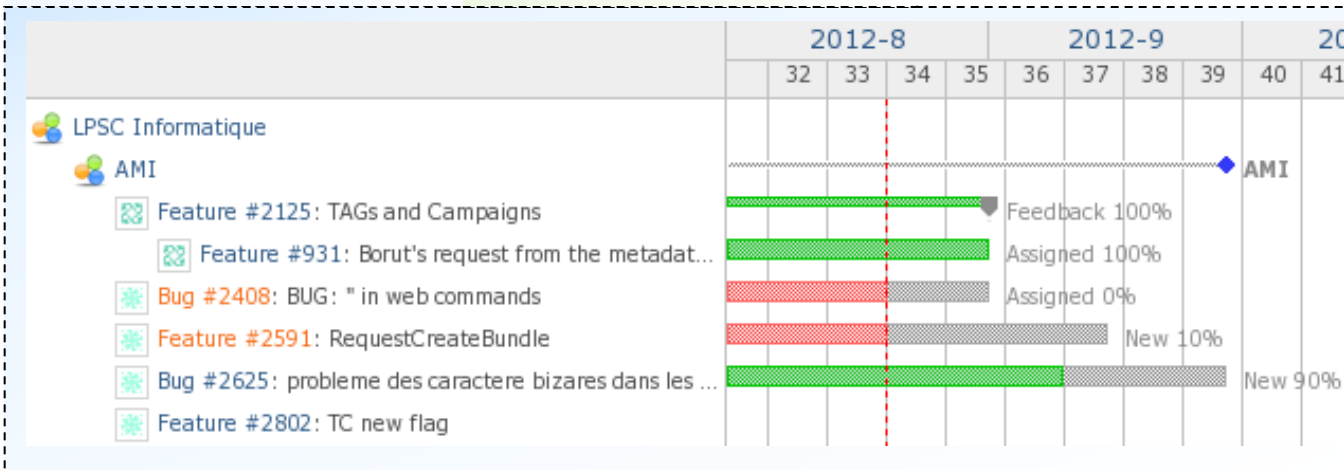 2012-8 2012-9 20
32 33 34 35 36 37 38 39 40 41
LPSC Informatique
AMI AMI
Feature #2125: TAGs and Campaigns Feedback 100%
Feature #931: Borut's request from the metadat... Assigned 100%
Bug #2408: BUG: " in web commands Assigned 0%
Feature #2591: RequestCreateBundle New 10%
Bug #2625: probleme des caractere bizares dans les ... New 90%
Feature #2802: TC new flag